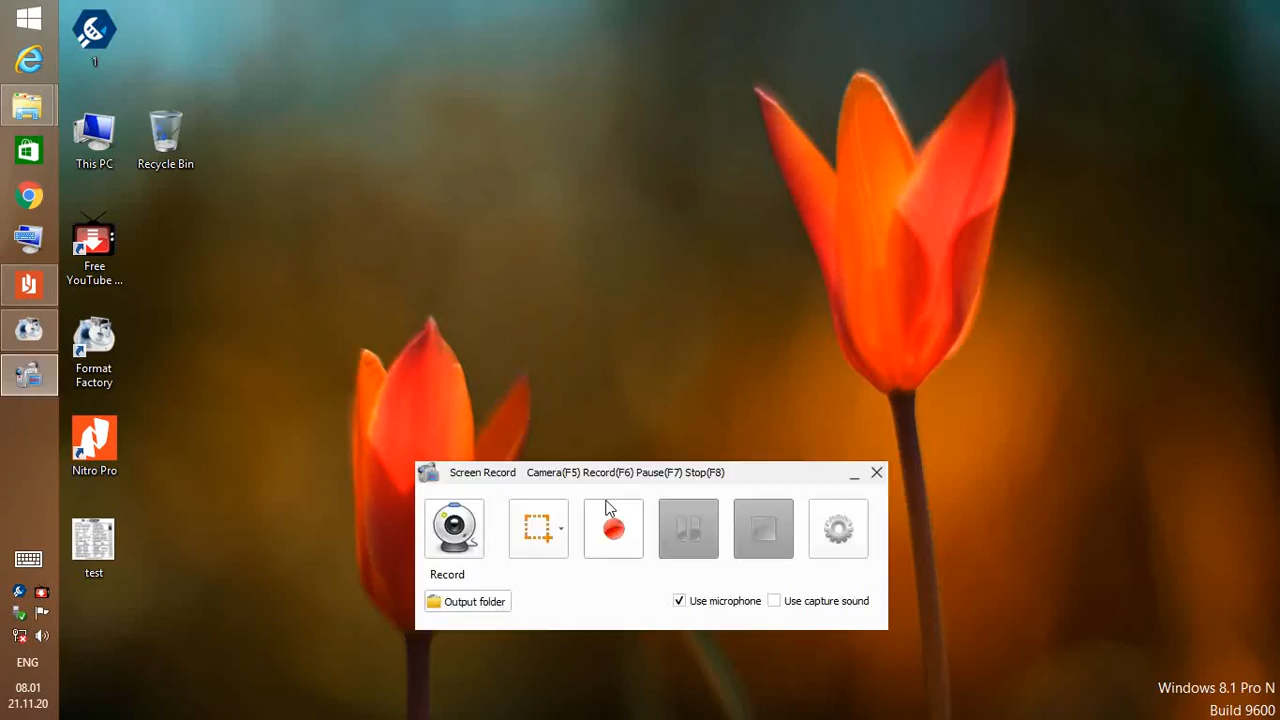 1
This PC
Recycle Bin
Free
YouTube ...
Format
Factory
Nitro Pro
test
Screen Record Camera(F5) Record(F6) Pause(F7) Stop(F8)
Record
Output folder
Use microphone
Use capture sound
ENG
08.01
21.11.20
Windows 8.1 Pro N
Build 9600